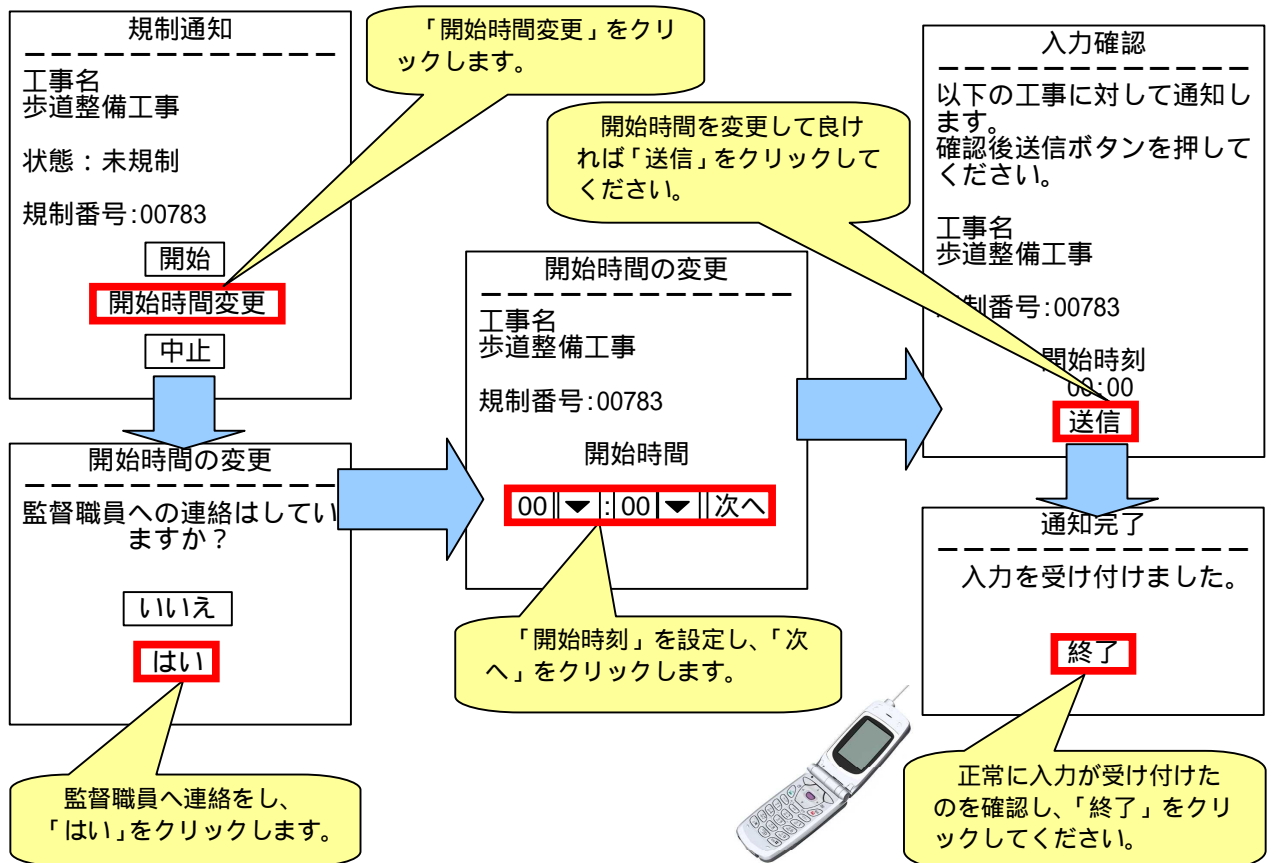 規制通知
工事名
歩道整備工事
状態：未規制
規制番号:00783
開始
開始時間変更
中止
「開始時間変更」をクリ
ックします。
開始時間の変更
監督職員への連絡はしてい
ますか？
いいえ
はい
監督職員へ連絡をし、
「はい」をクリックします。
開始時間の変更
工事名
歩道整備工事
規制番号:00783
開始時間
00 ▼ : 00 ▼ 次へ
「開始時刻」を設定し、「次
へ」をクリックします。
開始時間を変更して良け
れば「送信」をクリックして
ください。
入力確認
以下の工事に対して通知し
ます。
確認後送信ボタンを押して
ください。
工事名
歩道整備工事
制番号:00783
開始時刻
00:00
送信
通知完了
入力を受け付けました。
終了
正常に入力が受け付けた
のを確認し、「終了」をクリ
ックしてください。